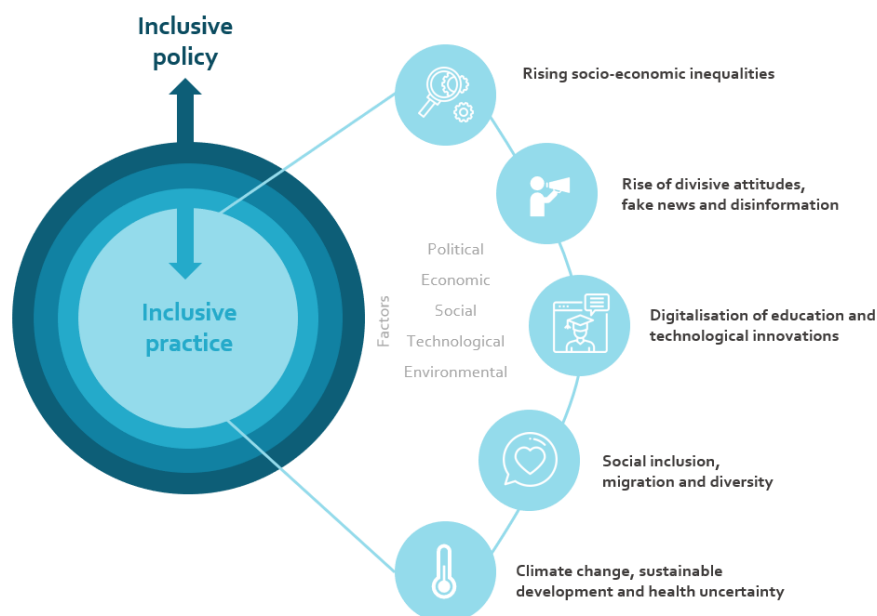 Inclusive
policy
Inclusive
practice
Factors
Political
Economic
Social
Technological
Environmental
Rising socio-economic inequalities
Rise of divisive attitudes,
fake news and disinformation
Digitalisation of education and
technological innovations
Social inclusion,
migration and diversity
Climate change, sustainable
development and health uncertainty